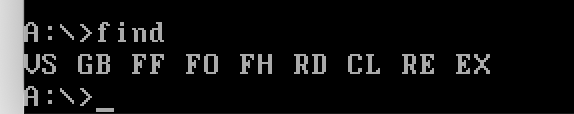 A:\>find
VS GB FF FO FH RD CL RE EX
A:\>_